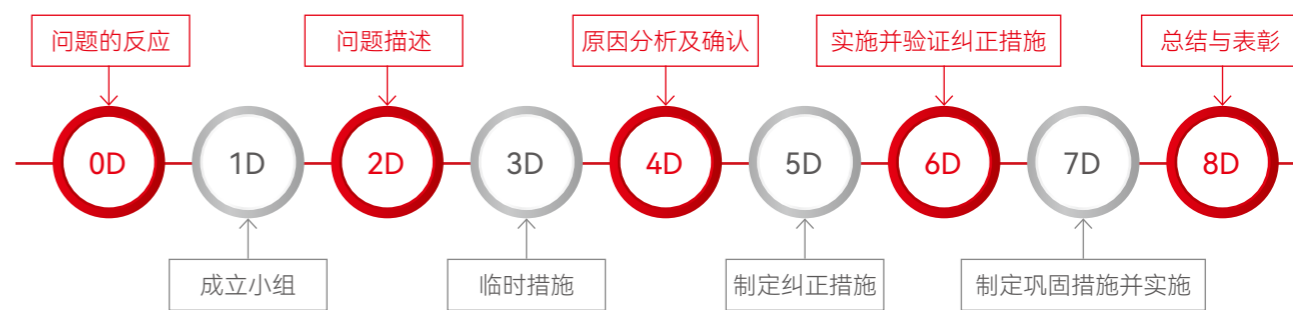 问题的反应
问题描述
原因分析及确认
实施并验证纠正措施
总结与表彰
0D
1D
2D
3D
4D
5D
6D
7D
8D
成立小组
临时措施
制定纠正措施
制定巩固措施并实施